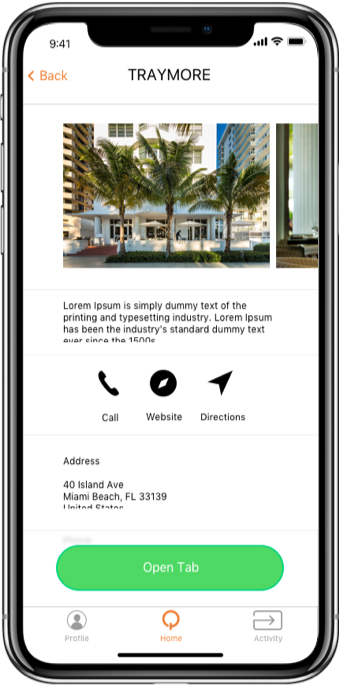 9:41
Back
TRAYMORE
Lorem Ipsum is simply dummy text of the
printing and typesetting industry. Lorem Ipsum
has been the industry's standard dummy text
ever since the 1500s
Call
Website
Directions
Address
40 Island Ave
Miami Beach, FL 33139
United States
Phone
Open Tab
Profile
Home
Activity